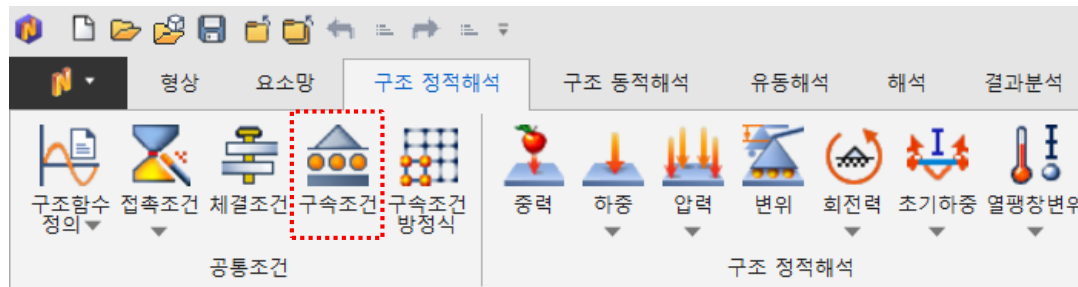 형상 요소망 구조 정적해석 구조 동적해석 유동해석 해석 결과분석
구조함수 접촉조건 체결조건 구속조건 구속조건 중력 하중 압력 변위 회전력 초기하중 열팽창변위
정의 방정식
공통조건 구조 정적해석